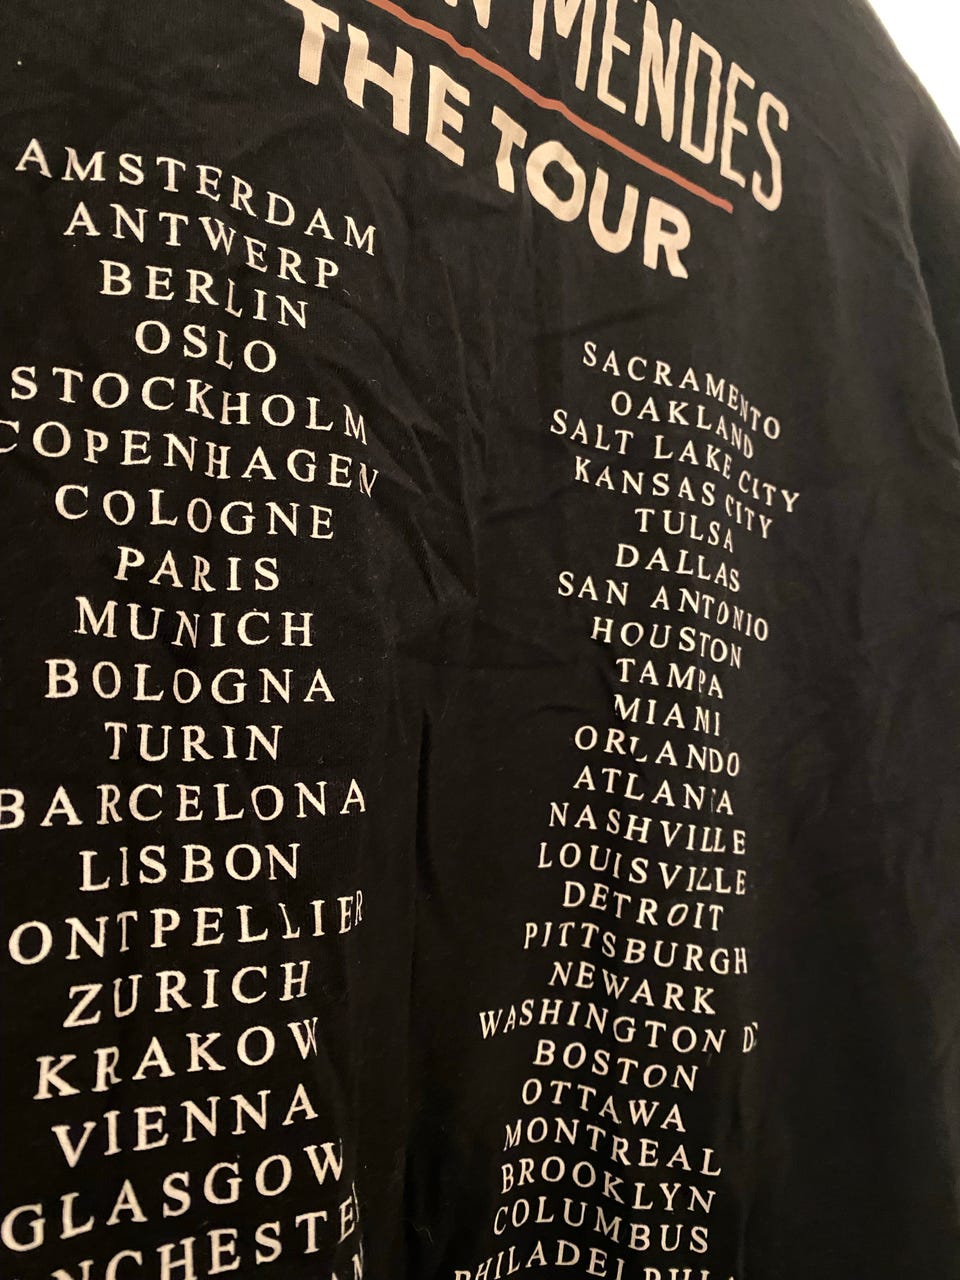 MENDES
THE TOUR
AMSTERDAM
ANTWERP
BERLIN
OSLO
STOCKHOLM
COPENHAGEN
COLOGNE
PARIS
MUNICH
BOLOGNA
TURIN
BARCELONA
LISBON
ONTPELLIER
ZURICH
KRAKOW
VIENNA
GLASGOW
NCHESTE
SACRAMENTO
OAKLAND
SALT LAKE CITY
KANSAS CITY
TULSA
DALLAS
SAN ANTONIO
HOUSTON
TAMPA
MIAMI
ORLANDO
ATLANTA
NASHVILLE
LOUISVILLE
DETROIT
PITTSBURGH
NEWARK
WASHINGTON D
BOSTON
OTTAWA
MONTREAL
BROOKLYN
COLUMBUS
PHILADELPHIA